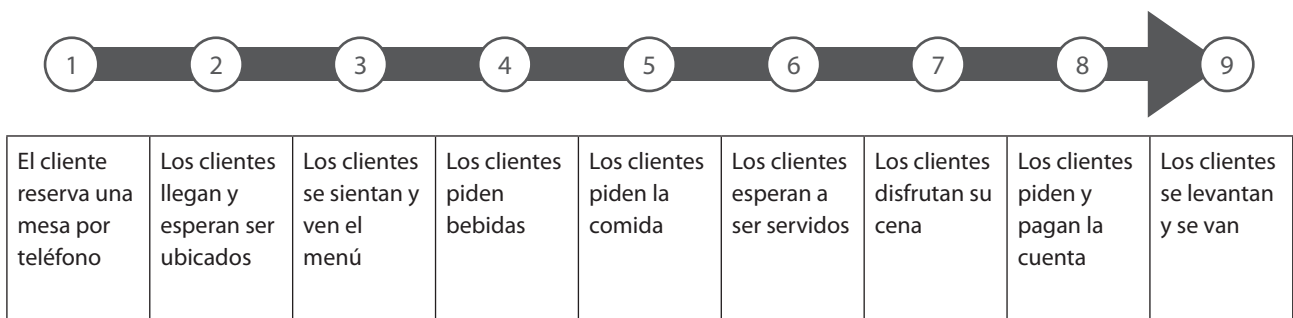 1 2 3 4 5 6 7 8 9
El cliente
reserva una
mesa por
teléfono
Los clientes
llegan y
esperan ser
ubicados
Los clientes
se sientan y
ven el
menú
Los clientes
piden
bebidas
Los clientes
piden la
comida
Los clientes
esperan a
ser servidos
Los clientes
disfrutan su
cena
Los clientes
piden y
pagan la
cuenta
Los clientes
se levantan
y se van